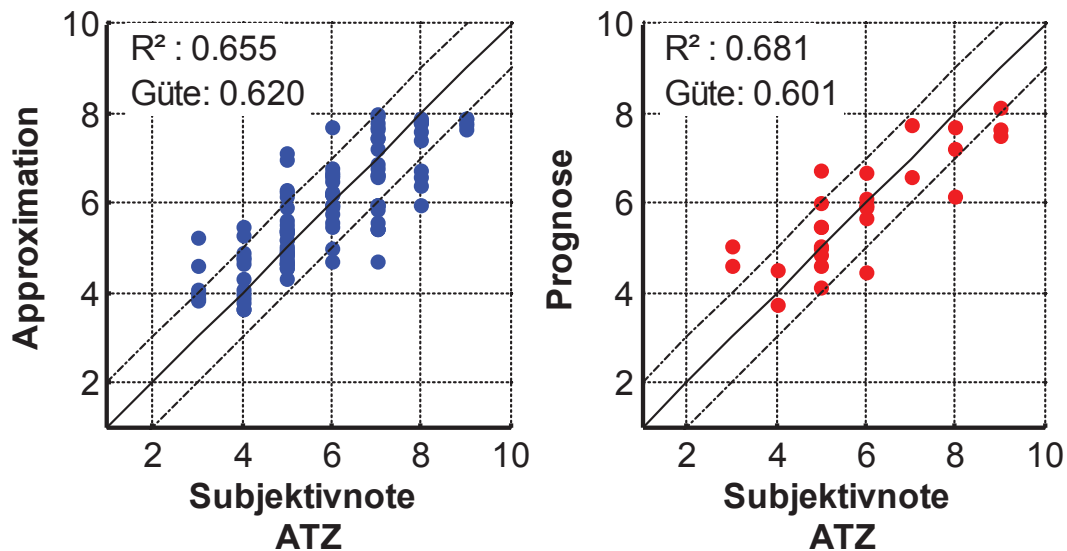 R² : 0.655
Güte: 0.620
10
8
6
4
2
Approximation
2 4 6 8 10
Subjektivnote
ATZ
R² : 0.681
Güte: 0.601
10
8
6
4
2
Prognose
2 4 6 8 10
Subjektivnote
ATZ